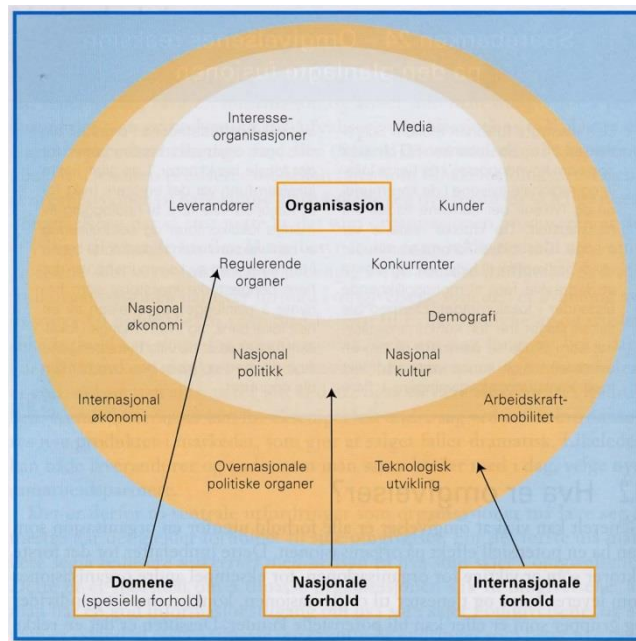 Interesse-
organisasjoner
Media
Leverandører
Organisasjon
Kunder
Regulerende
organer
Konkurrenter
Nasjonal
økonomi
Demografi
Nasjonal
politikk
Nasjonal
kultur
Internasjonal
økonomi
Arbeidskraft-
mobilitet
Overnasjonale
politiske organer
Teknologisk
utvikling
2 Hva er omgivelser?
Domene
(spesielle forhold)
Nasjonale
forhold
Internasjonale
forhold